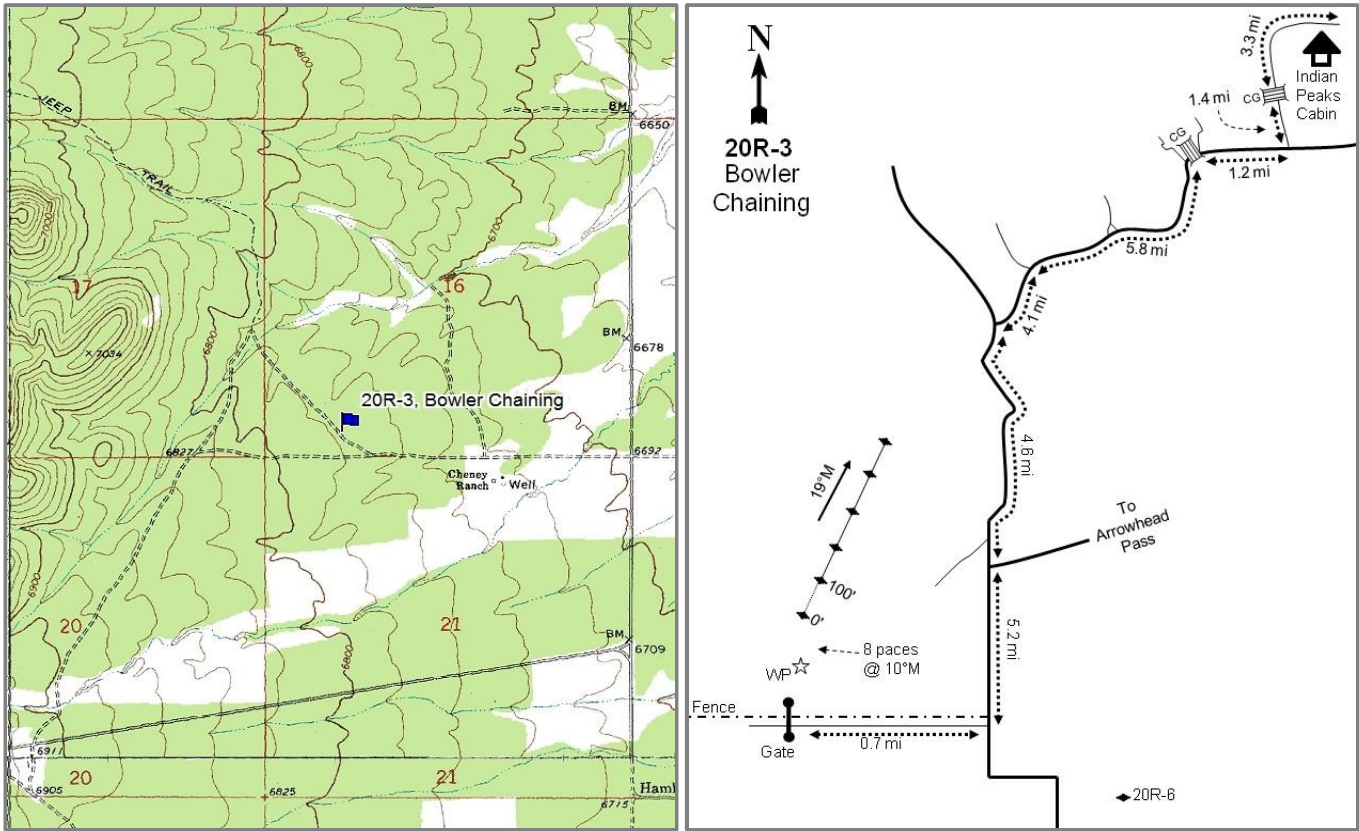 6800
JEEP
TRAIL
BM
6650
7000
6700
17
16
6800
7034
BM
6678
20R-3, Bowler Chaining
6827
6692
Cheney
Ranch
Well
6900
20
21
BM
6709
6800
6911
20
21
6905
6825
6715
Haml
N
20R-3
Bowler
Chaining
3.3 mi
Indian
Peaks
Cabin
CG
1.4 mi
CG
1.2 mi
5.8 mi
4.1 mi
4.6 mi
19°M
To
Arrowhead
Pass
100'
0'
5.2 mi
8 paces
@ 10°M
WP
Fence
Gate
0.7 mi
20R-6